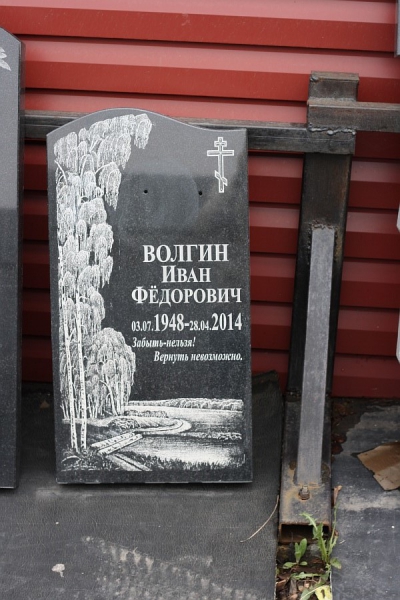 ВОЛГИН
ИВАН
ФЁДОРОВИЧ
03.07.1948-28.04.2014
Забыть-нельзя!
Вернуть невозможно.